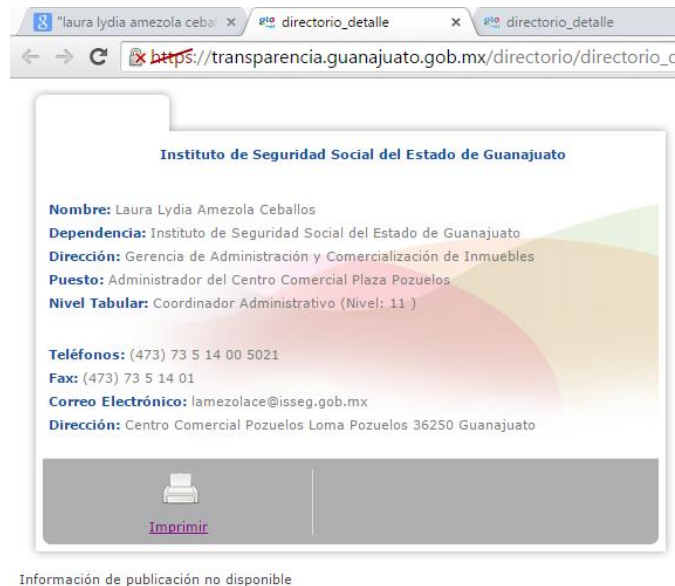 "laura lydia amezola cebal
directorio_detalle
directorio_detalle
https://transparencia.guanajuato.gob.mx/directorio/directorio_d
Instituto de Seguridad Social del Estado de Guanajuato
Nombre: Laura Lydia Amezola Ceballos
Dependencia: Instituto de Seguridad Social del Estado de Guanajuato
Dirección: Gerencia de Administración y Comercialización de Inmuebles
Puesto: Administrador del Centro Comercial Plaza Pozuelos
Nivel Tabular: Coordinador Administrativo (Nivel: 11 )
Teléfonos: (473) 73 5 14 00 5021
Fax: (473) 73 5 14 01
Correo Electrónico: lamezolace@isseg.gob.mx
Dirección: Centro Comercial Pozuelos Loma Pozuelos 36250 Guanajuato
Imprimir
Información de publicación no disponible